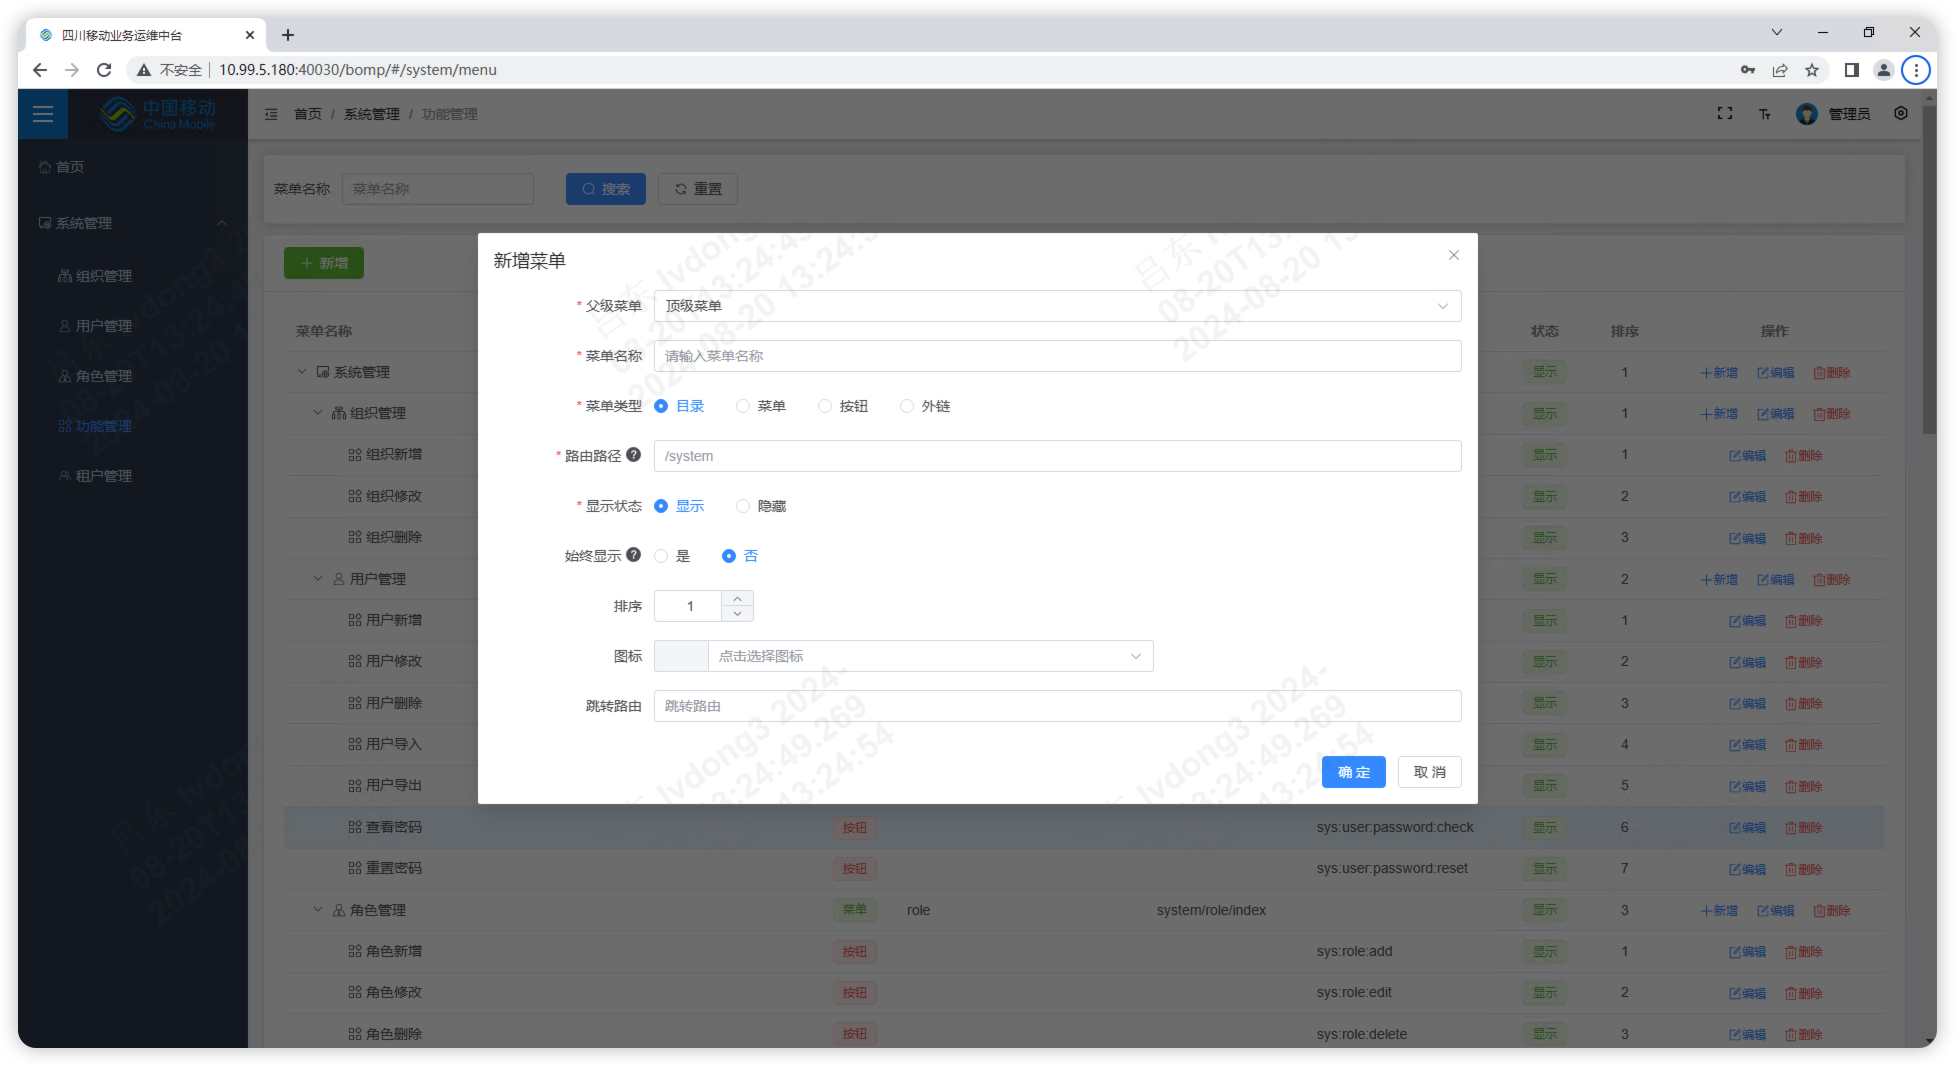 四川移动业务运维中台
不安全 10.99.5.180:40030/bomp/#/system/menu
中国移动
China Mobile
首页 / 系统管理 / 功能管理
管理员
首页
系统管理
组织管理
用户管理
角色管理
功能管理
租户管理
菜单名称 菜单名称 搜索 重置
新增
菜单名称 状态 排序 操作
系统管理 显示 1 新增 编辑 删除
组织管理 显示 1 新增 编辑 删除
组织新增 显示 1 编辑 删除
组织修改 显示 2 编辑 删除
组织删除 显示 3 编辑 删除
用户管理 显示 2 新增 编辑 删除
用户新增 显示 1 编辑 删除
用户修改 显示 2 编辑 删除
用户删除 显示 3 编辑 删除
用户导入 显示 4 编辑 删除
用户导出 显示 5 编辑 删除
查看密码 按钮 sys:user:password:check 显示 6 编辑 删除
重置密码 按钮 sys:user:password:reset 显示 7 编辑 删除
角色管理 菜单 role system/role/index 显示 3 新增 编辑 删除
角色新增 按钮 sys:role:add 显示 1 编辑 删除
角色修改 按钮 sys:role:edit 显示 2 编辑 删除
角色删除 按钮 sys:role:delete 显示 3 编辑 删除
新增菜单
* 父级菜单 顶级菜单
* 菜单名称 请输入菜单名称
* 菜单类型 目录 菜单 按钮 外链
* 路由路径 ? /system
* 显示状态 显示 隐藏
始终显示 ? 是 否
排序 1
图标 点击选择图标
跳转路由 跳转路由
确 定 取 消
吕东 lvdong3 2024-
08-20T13:24:49.269
2024-08-20 13:24:54